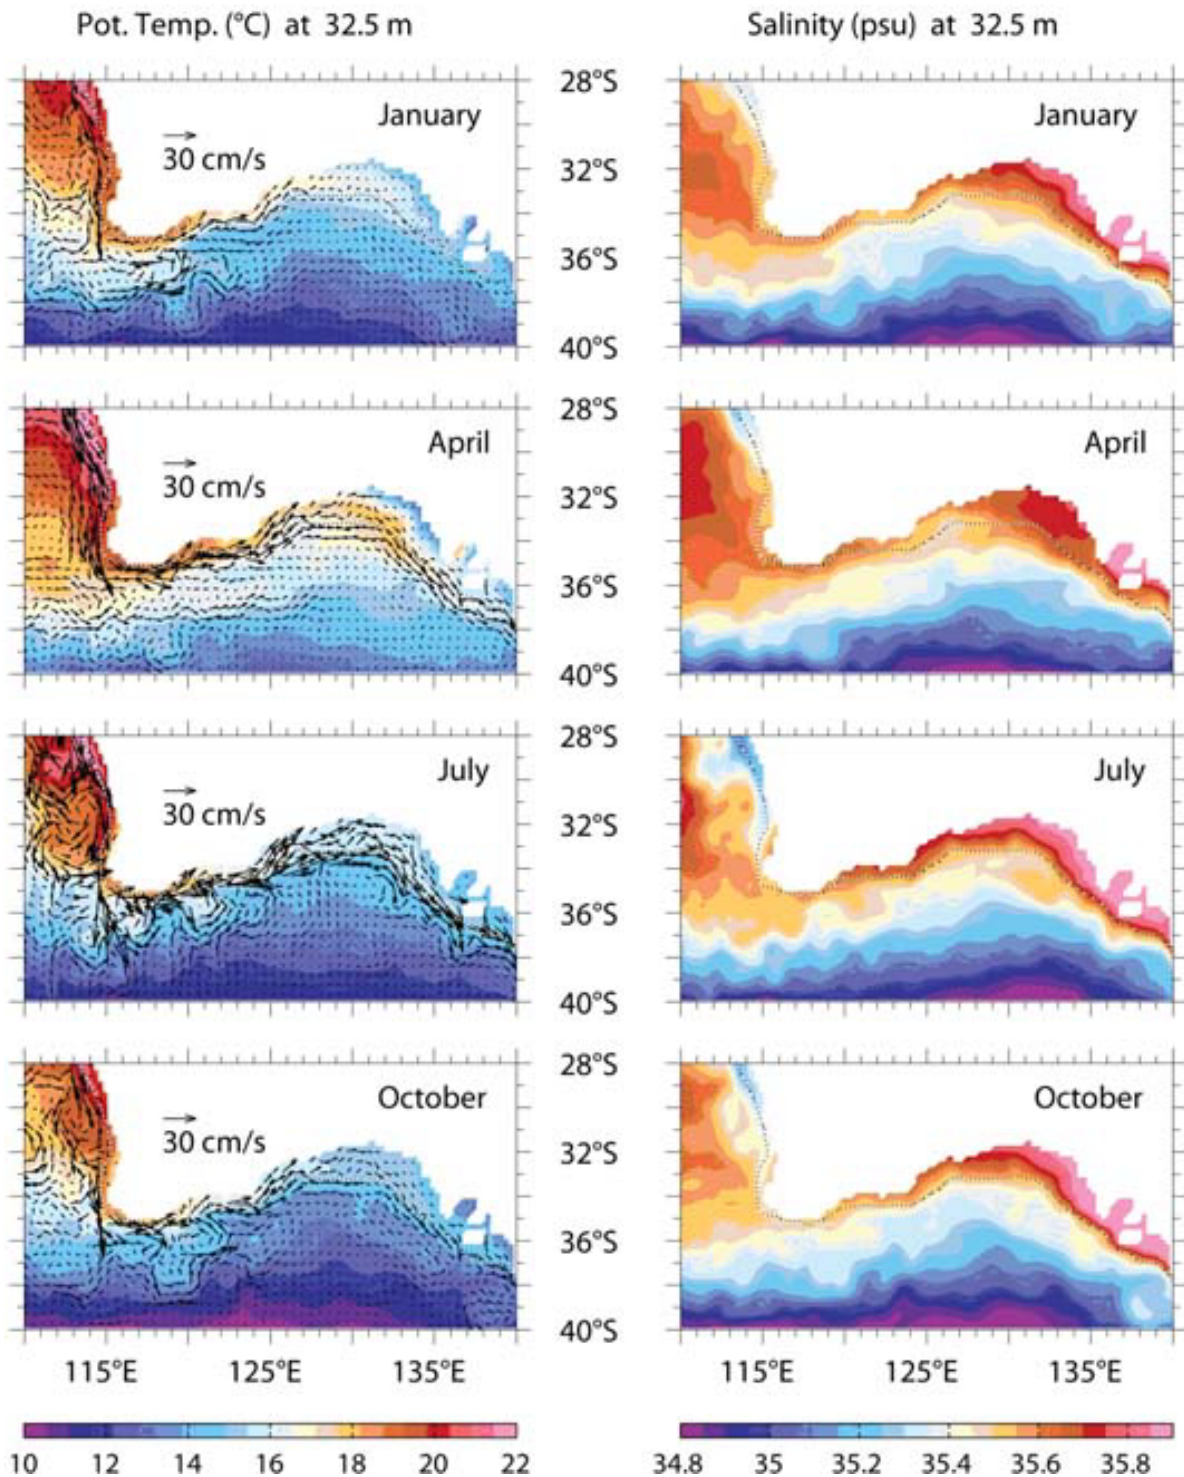 Pot. Temp. (°C) at 32.5 m
Salinity (psu) at 32.5 m
28°S
January
January
30 cm/s
32°S
36°S
40°S
28°S
April
April
30 cm/s
32°S
36°S
40°S
28°S
July
July
30 cm/s
32°S
36°S
40°S
28°S
October
October
30 cm/s
32°S
36°S
40°S
115°E 125°E 135°E
115°E 125°E 135°E
10 12 14 16 18 20 22
34.8 35 35.2 35.4 35.6 35.8